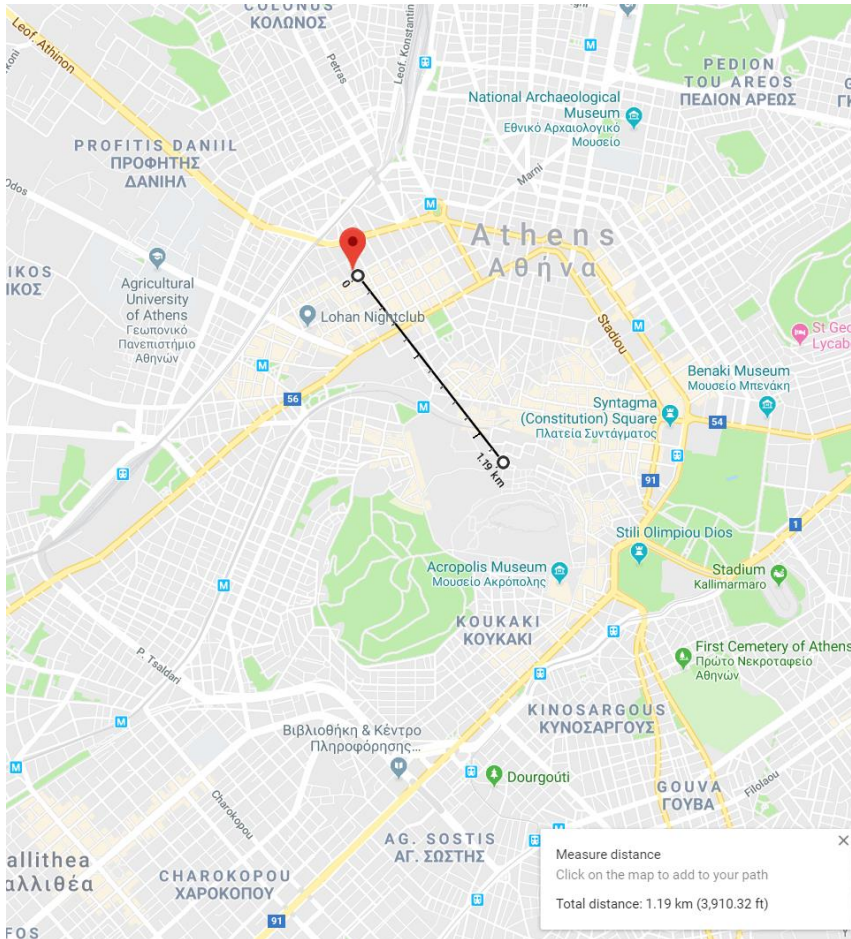 COLONUS
ΚΟΛΩΝΟΣ
Leof. Athinon
Petras
Leof. Konstantin
PEDION
TOU AREOS
ΠΕΔΙΟΝ ΑΡΕΩΣ
National Archaeological
Museum
Εθνικό Αρχαιολογικό
Μουσείο
PROFITIS DANIIL
ΠΡΟΦΗΤΗΣ
ΔΑΝΙΗΛ
Marni
M
M
Odos
Athens
Αθήνα
IKOS
ΙΚΟΣ
Agricultural
University
of Athens
Γεωπονικό
Πανεπιστήμιο
Αθηνών
0
Lohan Nightclub
Stadiou
M
St Geo
Lycab
M
Benaki Museum
Μουσείο Μπενάκη
56
M
Syntagma
(Constitution) Square
Πλατεία Συντάγματος
54
1.19 km
91
1
Stili Olimpiou Dios
Acropolis Museum
Μουσείο Ακρόπολης
Stadium
Kallimarmaro
M
KOUKAKI
ΚΟΥΚΑΚΙ
P. Tsaldari
First Cemetery of Athens
Πρώτο Νεκροταφείο
Αθηνών
KINOSARGOUS
ΚΥΝΟΣΑΡΓΟΥΣ
M
Βιβλιοθήκη & Κέντρο
Πληροφόρησης...
M
Dourgoúti
GOUVA
ΓΟΥΒΑ
Filolaou
Charokopou
AG. SOSTIS
ΑΓ. ΣΩΣΤΗΣ
allithea
αλλιθέα
CHAROKOPOU
ΧΑΡΟΚΟΠΟΥ
91
FOS
Measure distance
Click on the map to add to your path
Total distance: 1.19 km (3,910.32 ft)